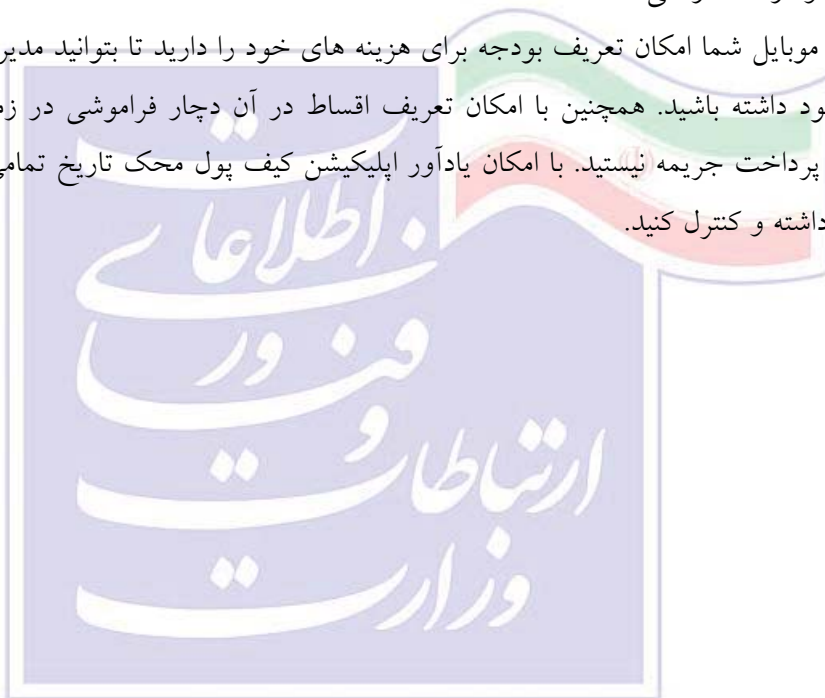 موبایل شما امکان تعریف بودجه برای هزینه های خود را دارید تا بتوانید مدیر
ود داشته باشید. همچنین با امکان تعریف اقساط در آن دچار فراموشی در ز
پرداخت جریمه نیستید. با امکان یادآور اپلیکیشن کیف پول محک تاریخ تمامی
داشته و کنترل کنید.
وزارت
ارتباطات
و
فناوری
اطلاعات